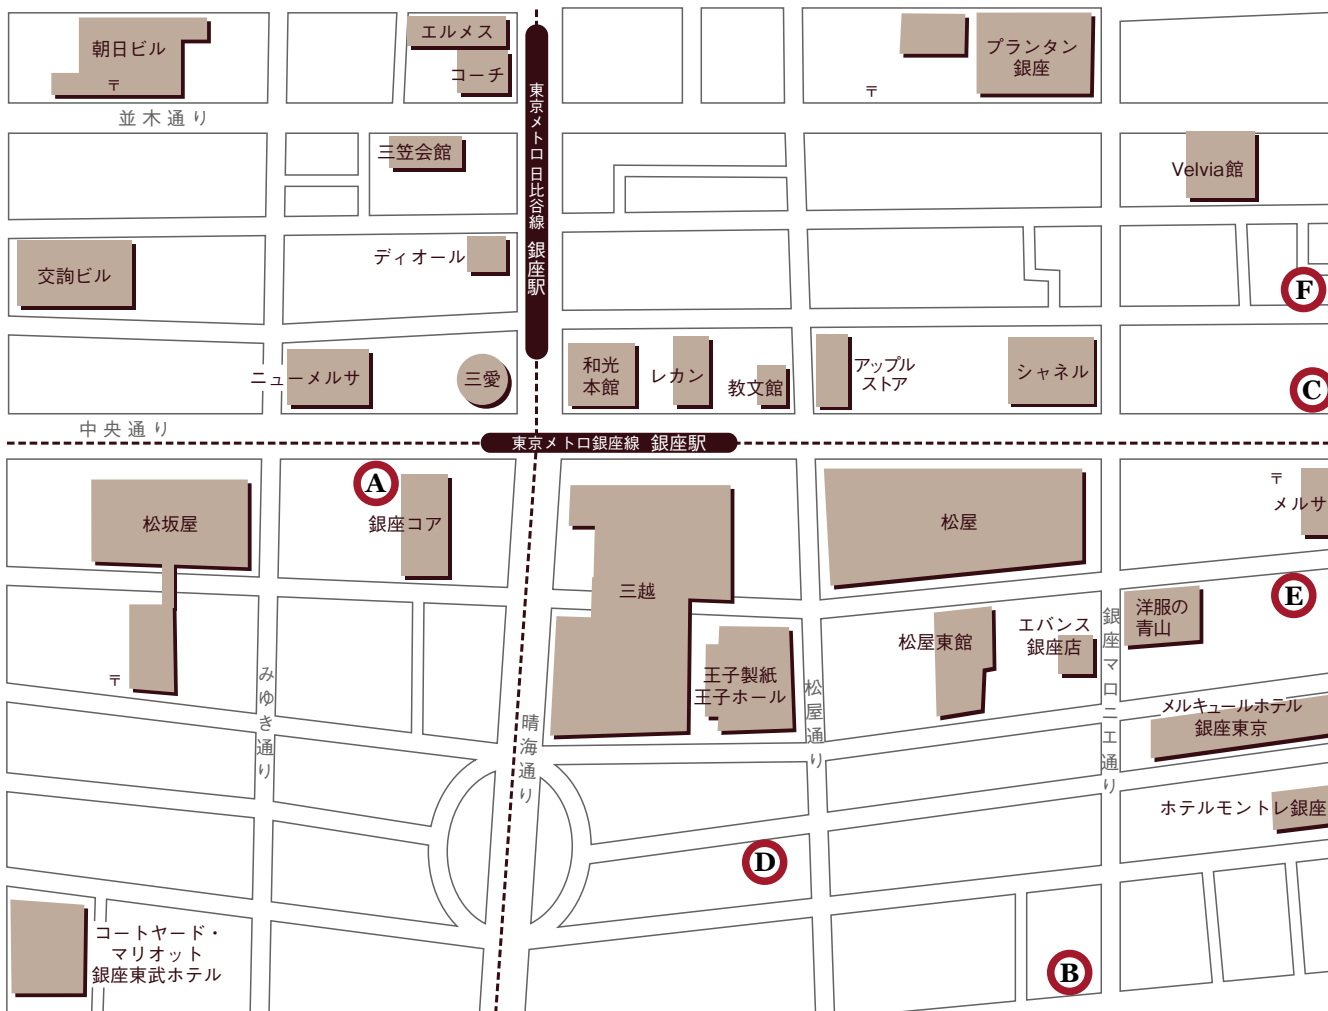 朝日ビル
〒
並木通り
エルメス
コーチ
東京メトロ 日比谷線 銀座駅
プランタン
銀座
〒
三笠会館
Velvia館
交詢ビル
ディオール
F
ニューメルサ
三愛
和光
本館
レカン
教文館
アップル
ストア
シャネル
C
中央通り
東京メトロ銀座線 銀座駅
松坂屋
A
銀座コア
三越
松屋
〒
メルサ
E
〒
みゆき通り
晴海通り
王子製紙
王子ホール
松屋通り
松屋東館
エバンス
銀座店
銀座マロニエ通り
洋服の
青山
メルキュールホテル
銀座東京
ホテルモントレ銀座
D
コートヤード・
マリオット
銀座東武ホテル
B